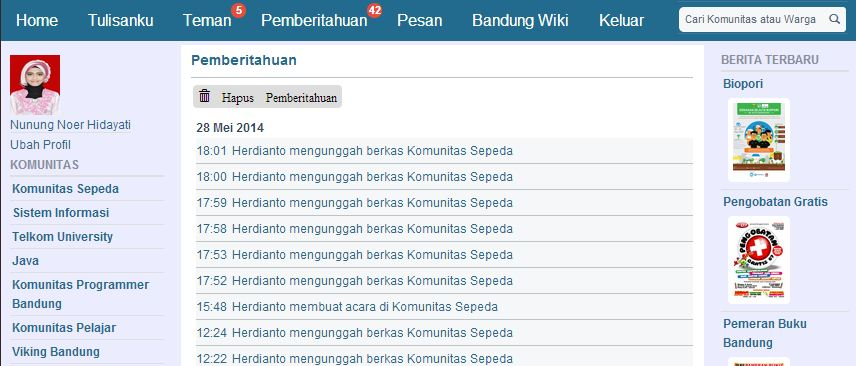 Home Tulisanku Teman 5 Pemberitahuan 42 Pesan Bandung Wiki Keluar Cari Komunitas atau Warga
Nunung Noer Hidayati
Ubah Profil
KOMUNITAS
Komunitas Sepeda
Sistem Informasi
Telkom University
Java
Komunitas Programmer
Bandung
Komunitas Pelajar
Viking Bandung
Pemberitahuan
Hapus Pemberitahuan
28 Mei 2014
18:01 Herdianto mengunggah berkas Komunitas Sepeda
18:00 Herdianto mengunggah berkas Komunitas Sepeda
17:59 Herdianto mengunggah berkas Komunitas Sepeda
17:58 Herdianto mengunggah berkas Komunitas Sepeda
17:53 Herdianto mengunggah berkas Komunitas Sepeda
17:52 Herdianto mengunggah berkas Komunitas Sepeda
15:48 Herdianto membuat acara di Komunitas Sepeda
12:24 Herdianto mengunggah berkas Komunitas Sepeda
12:22 Herdianto mengunggah berkas Komunitas Sepeda
BERITA TERBARU
Biopori
Pengobatan Gratis
PENGOBATAN
GRATIS
Pemeran Buku
Bandung